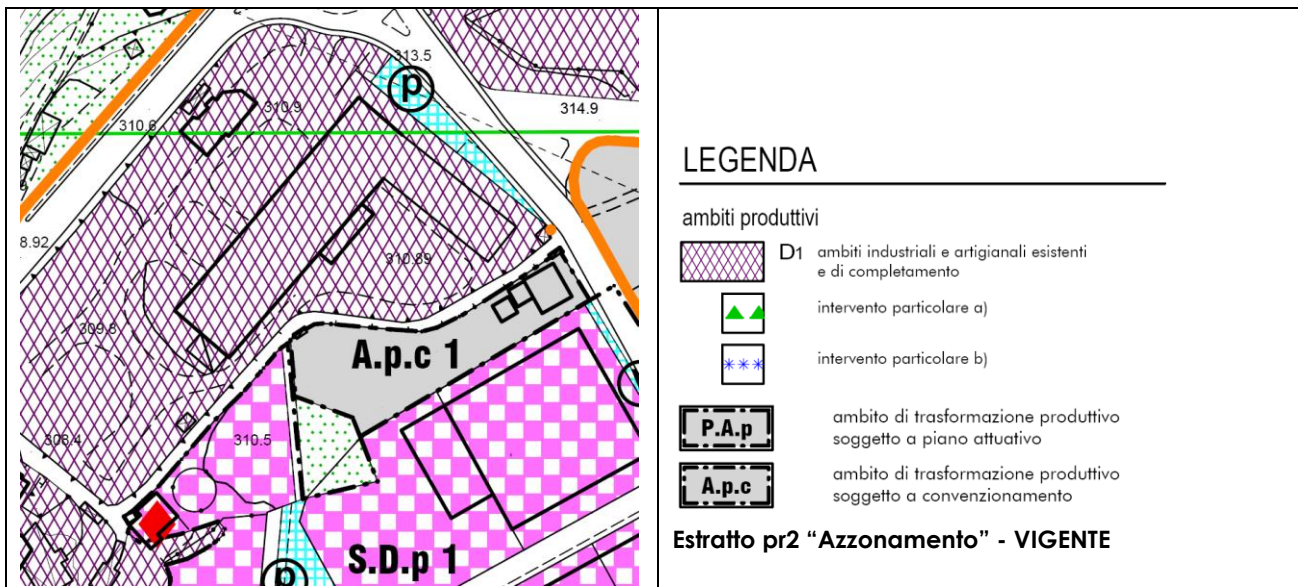 313.5
p
310.9
314.9
310.6
8.92
310.89
309.8
A.p.c 1
310.5
308.4
S.D.p 1
p
LEGENDA
ambiti produttivi
D1 ambiti industriali e artigianali esistenti
e di completamento
intervento particolare a)
intervento particolare b)
P.A.p
ambito di trasformazione produttivo
soggetto a piano attuativo
A.p.c
ambito di trasformazione produttivo
soggetto a convenzionamento
Estratto pr2 “Azzonamento” - VIGENTE